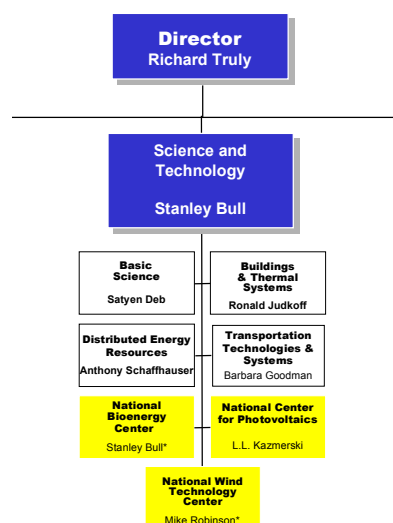 Director
Richard Truly
Science and
Technology
Stanley Bull
Basic
Science
Satyen Deb
Buildings
& Thermal
Systems
Ronald Judkoff
Distributed Energy
Resources
Anthony Schaffhauser
Transportation
Technologies &
Systems
Barbara Goodman
National
Bioenergy
Center
Stanley Bull*
National Center
for Photovoltaics
L.L. Kazmerski
National Wind
Technology
Center
Mike Robinson*